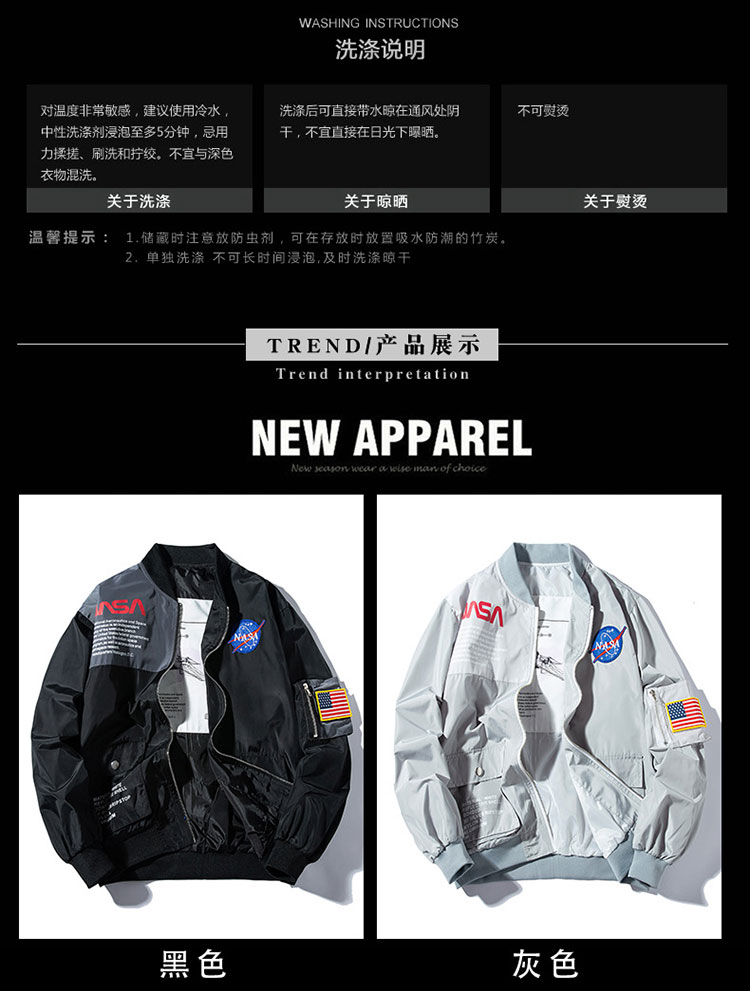 WASHING INSTRUCTIONS
洗涤说明
对温度非常敏感，建议使用冷水，
中性洗涤剂浸泡至多5分钟，忌用
力揉搓、刷洗和拧绞。不宜与深色
衣物混洗。
关于洗涤
洗涤后可直接带水晾在通风处阴
干，不宜直接在日光下曝晒。
关于晾晒
不可熨烫
关于熨烫
温馨提示： 1.储藏时注意放防虫剂，可在存放时放置吸水防潮的竹炭。
2. 单独洗涤 不可长时间浸泡,及时洗涤晾干
TREND/产品展示
Trend interpretation
NEW APPAREL
New season wear a wise man of choice
NASA
NASA
黑色
NASA
NASA
灰色